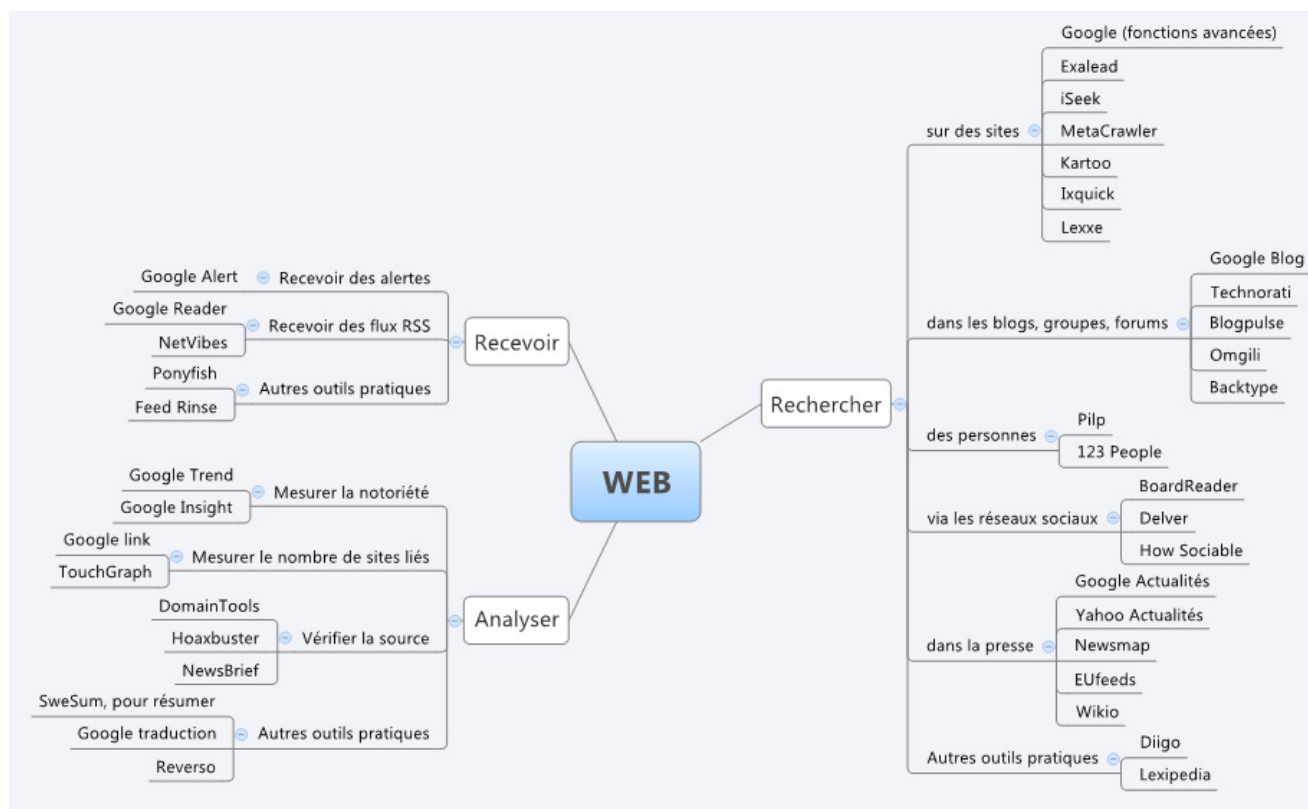 WEB
Rechercher
sur des sites
Google (fonctions avancées)
Exalead
iSeek
MetaCrawler
Kartoo
Ixquick
Lexxe
dans les blogs, groupes, forums
Google Blog
Technorati
Blogpulse
Omgili
Backtype
des personnes
Pilp
123 People
via les réseaux sociaux
BoardReader
Delver
How Sociable
dans la presse
Google Actualités
Yahoo Actualités
Newsmap
EUfeeds
Wikio
Autres outils pratiques
Diigo
Lexipedia
Recevoir
Recevoir des alertes
Google Alert
Recevoir des flux RSS
Google Reader
NetVibes
Autres outils pratiques
Ponyfish
Feed Rinse
Analyser
Mesurer la notoriété
Google Trend
Google Insight
Mesurer le nombre de sites liés
Google link
TouchGraph
Vérifier la source
DomainTools
Hoaxbuster
NewsBrief
Autres outils pratiques
SweSum, pour résumer
Google traduction
Reverso